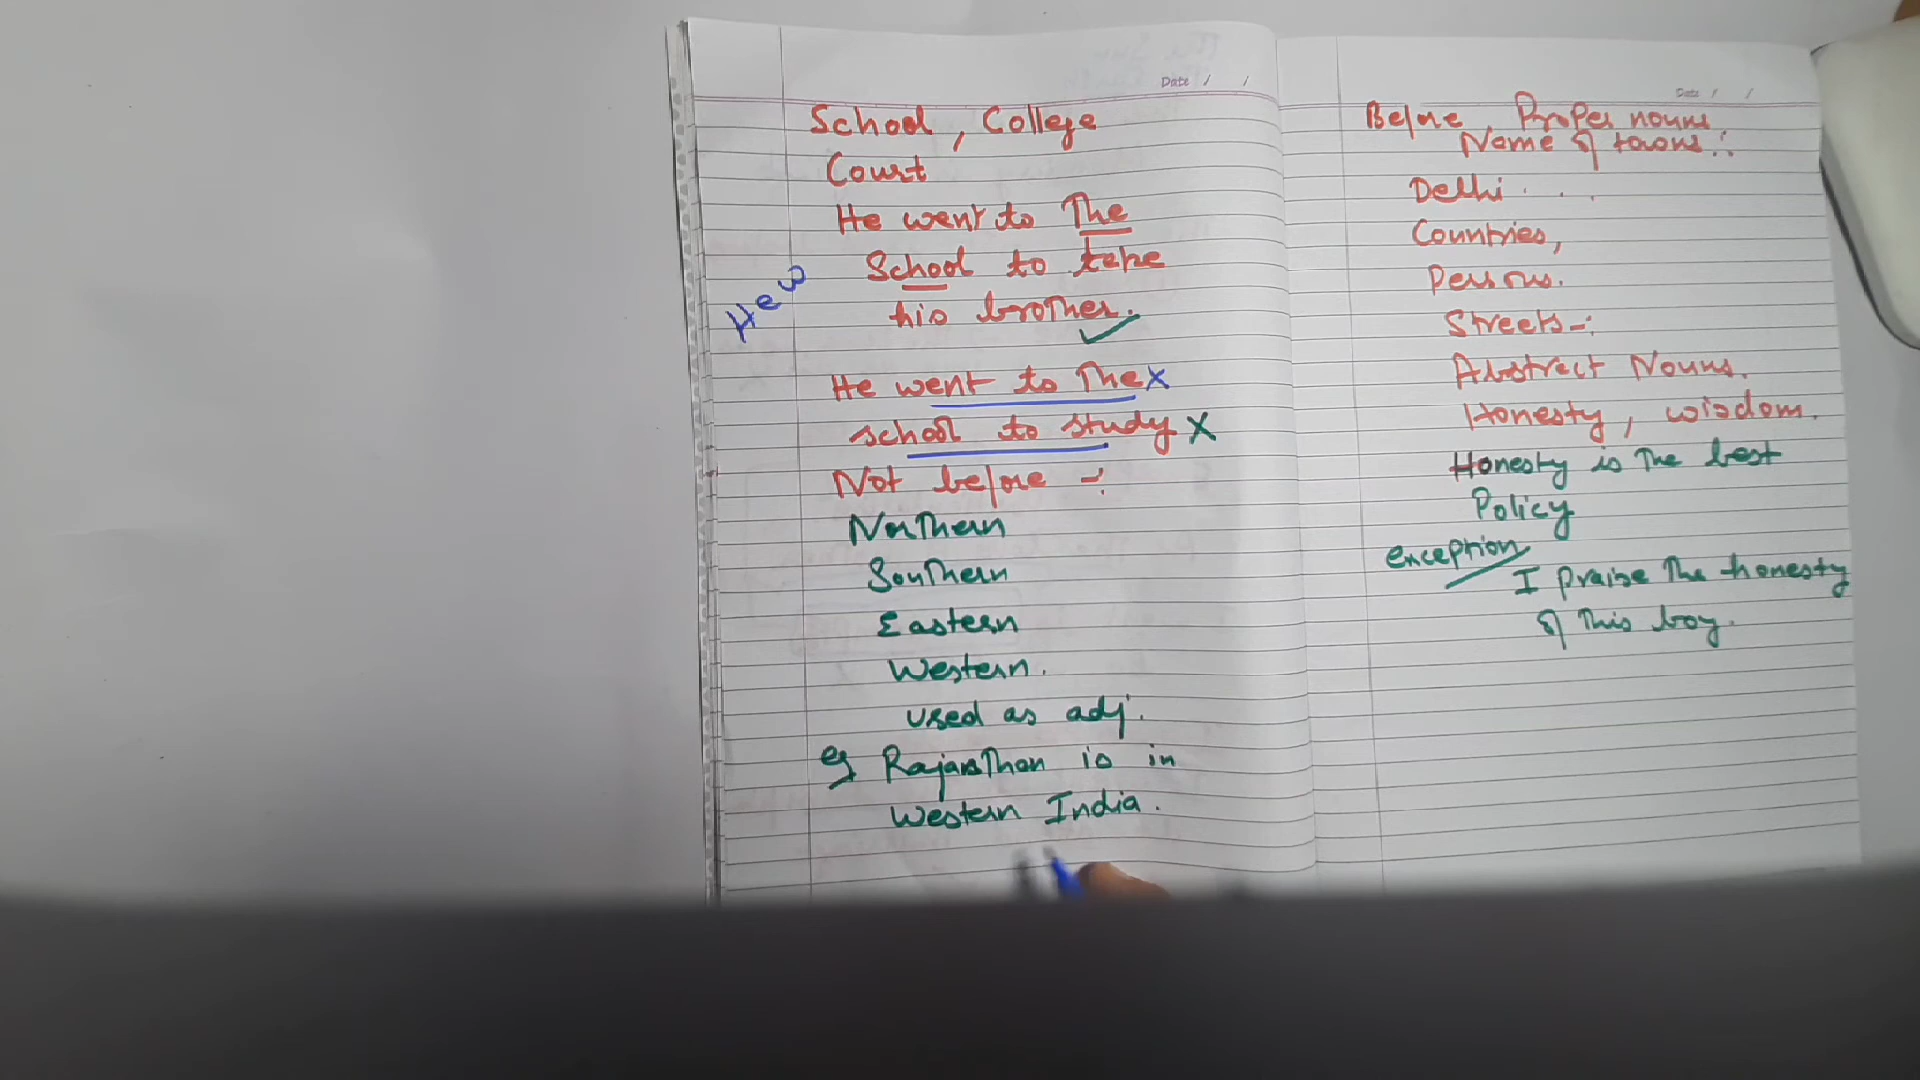 Date / /
School, College
Court
He went to The
School to take
his brother.
New
He went to The x
school to study x
Not before -:
Northern
Southern
Eastern
Western.
used as adj.
eg Rajasthan is in
Western India.
Date / /
Before Proper nouns
Name of towns:
Delhi . .
Countries,
Persons.
Streets -:
Abstract Nouns.
Honesty, wisdom.
Honesty is The best
Policy
exception
I praise The honesty
of This boy.